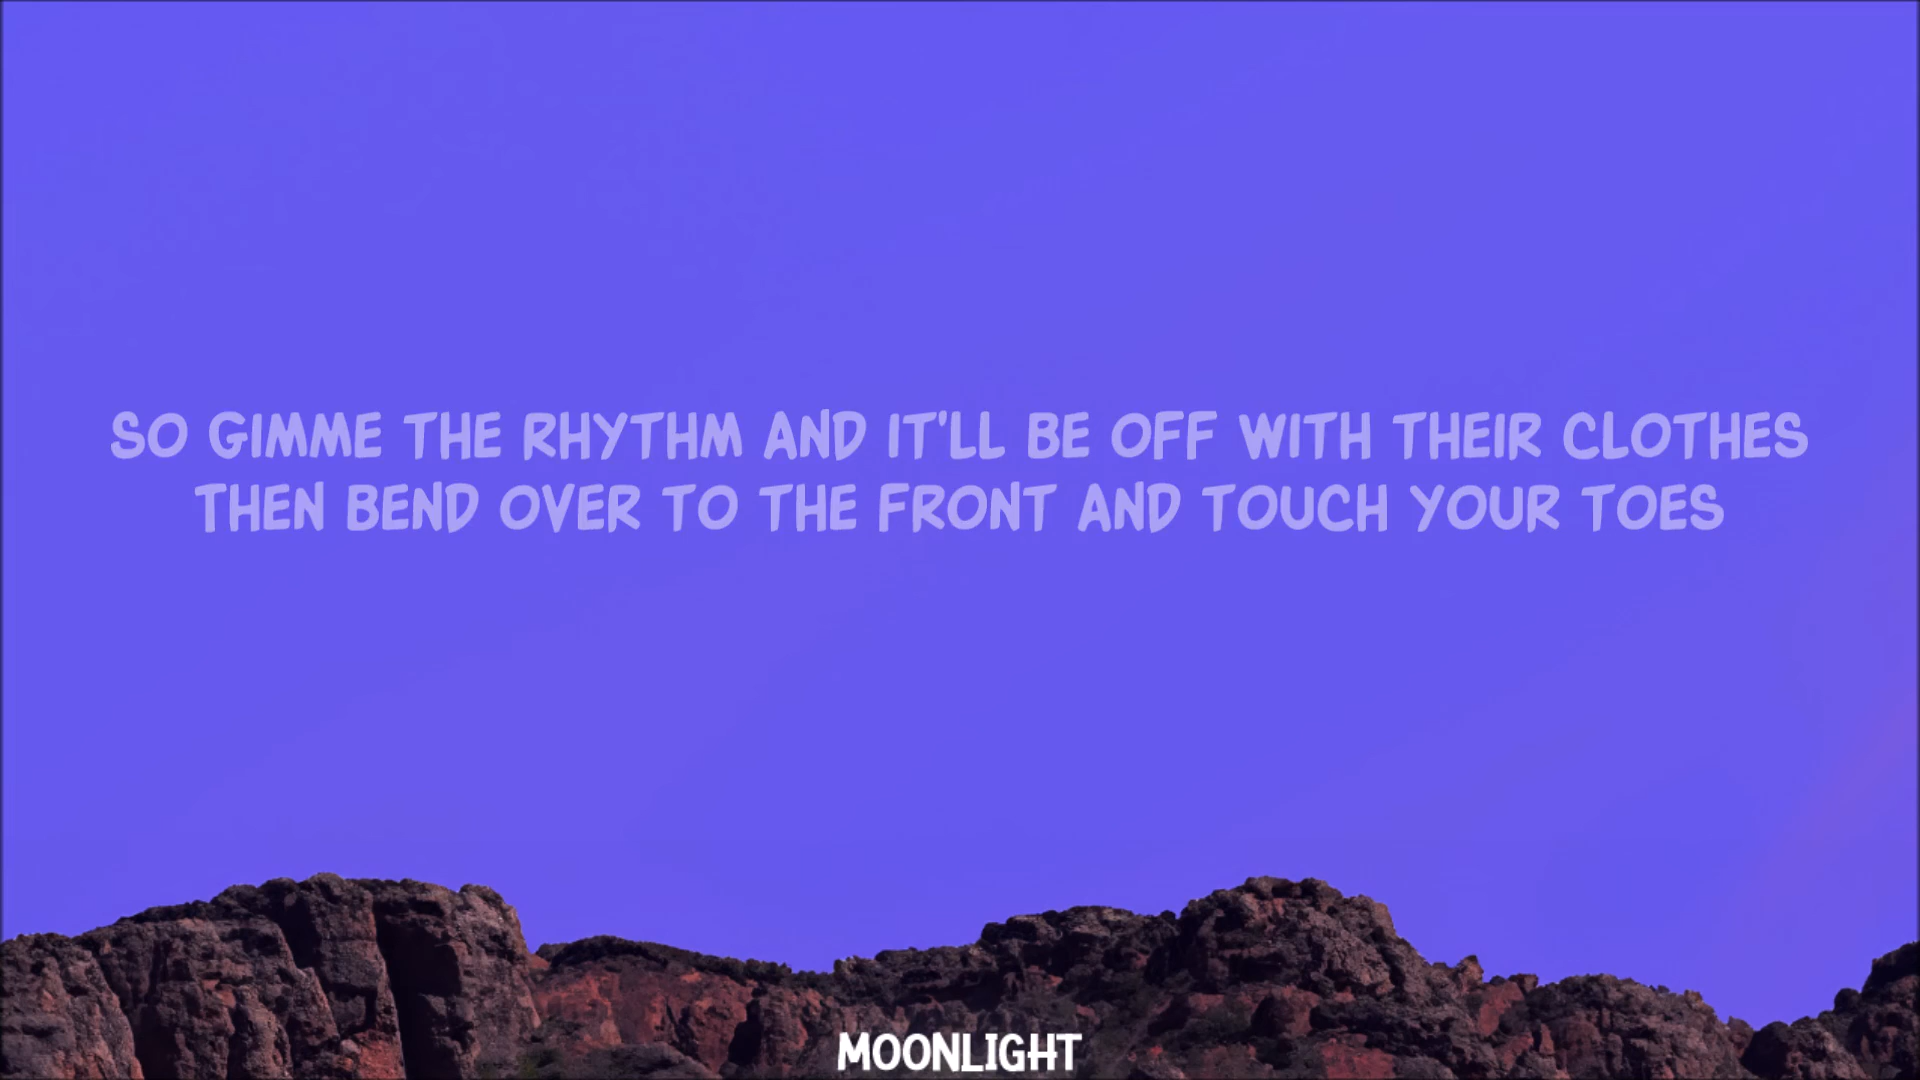 SO GIMME THE RHYTHM AND IT'LL BE OFF WITH THEIR CLOTHES
THEN BEND OVER TO THE FRONT AND TOUCH YOUR TOES
MOONLIGHT